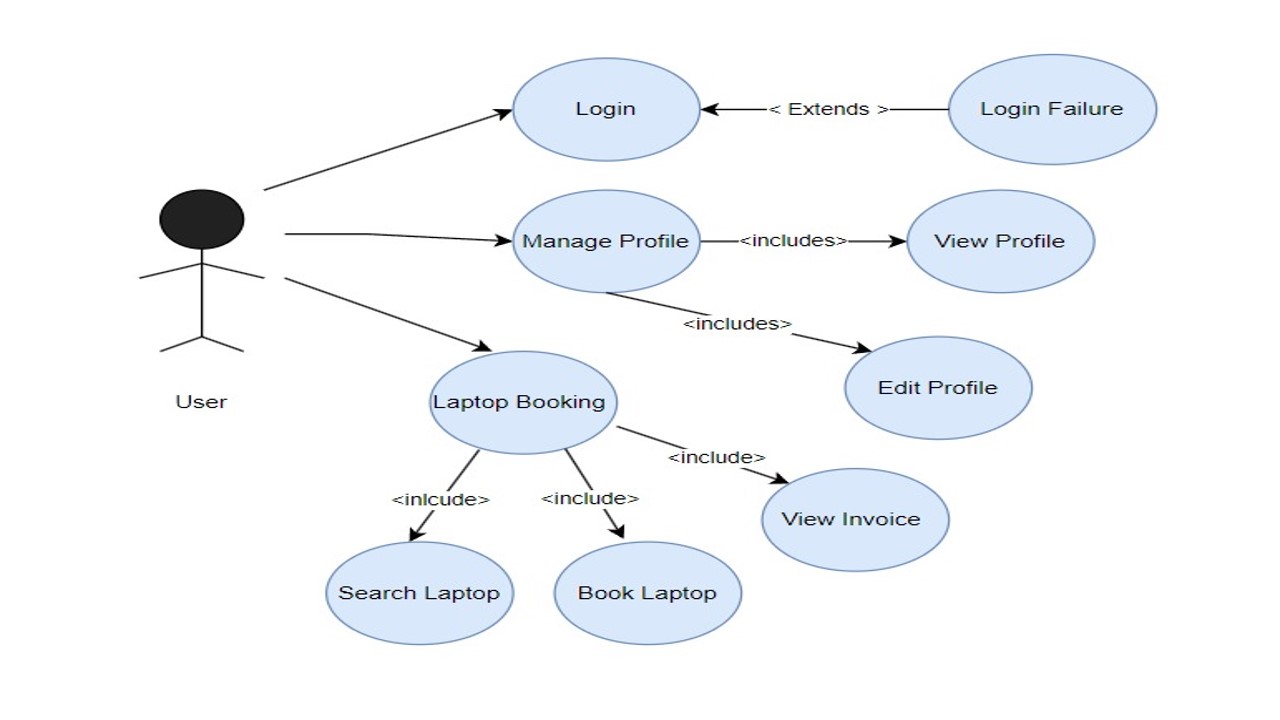 Login
< Extends >
Login Failure
Manage Profile
<includes>
View Profile
<includes>
Edit Profile
User
Laptop Booking
<include>
<inlcude>
<include>
View Invoice
Search Laptop
Book Laptop